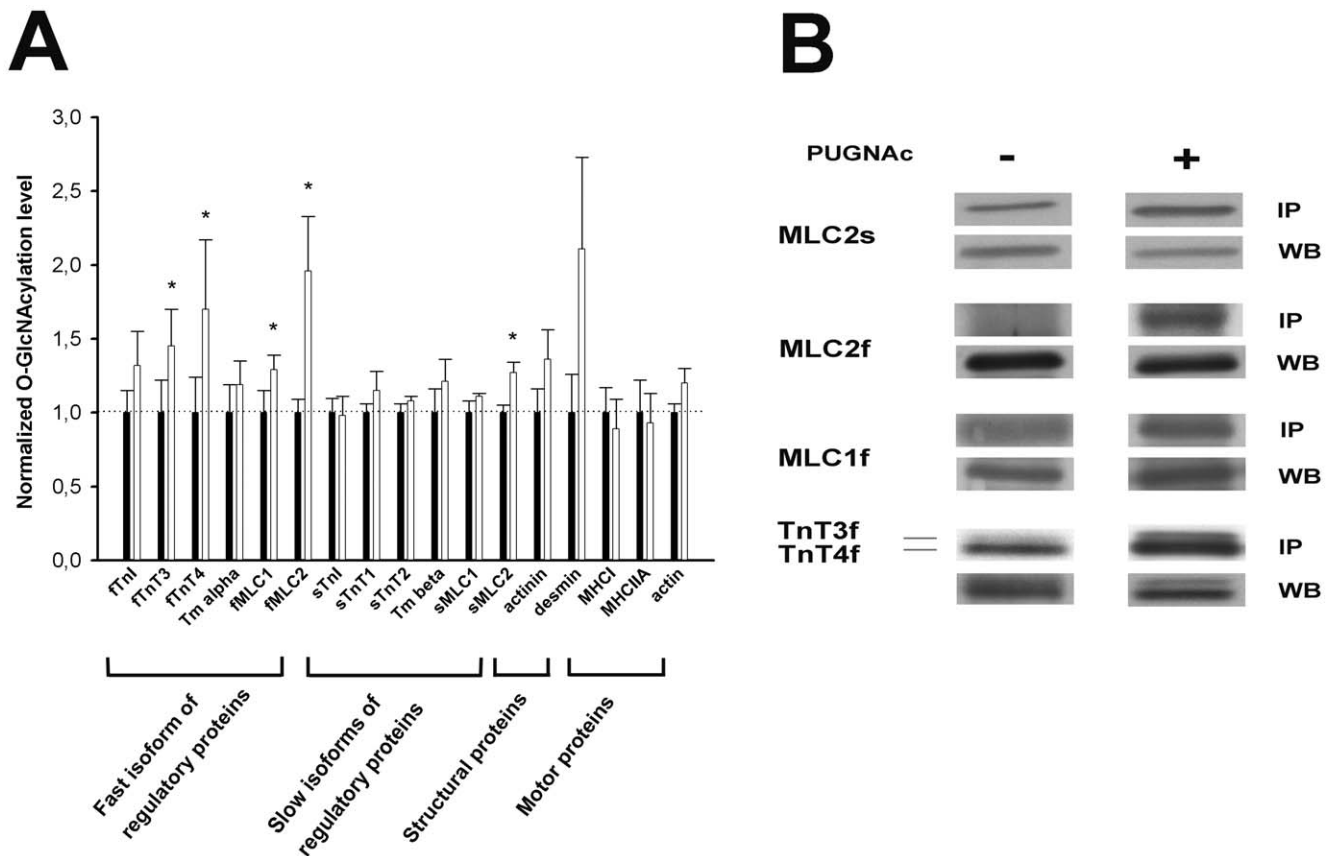 A
B
Normalized O-GlcNAcylation level
3,0
2,5
2,0
1,5
1,0
0,5
0,0
* * * * *
fTnI
fTnT3
fTnT4
Tm alpha
fMLC1
fMLC2
sTnI
sTnT1
sTnT2
Tm beta
sMLC1
sMLC2
actinin
desmin
MHCI
MHCIIA
actin
Fast isoform of
regulatory proteins
Slow isoforms of
regulatory proteins
Structural proteins
Motor proteins
PUGNAc - +
MLC2s
IP
WB
MLC2f
IP
WB
MLC1f
IP
WB
TnT3f
TnT4f
IP
WB